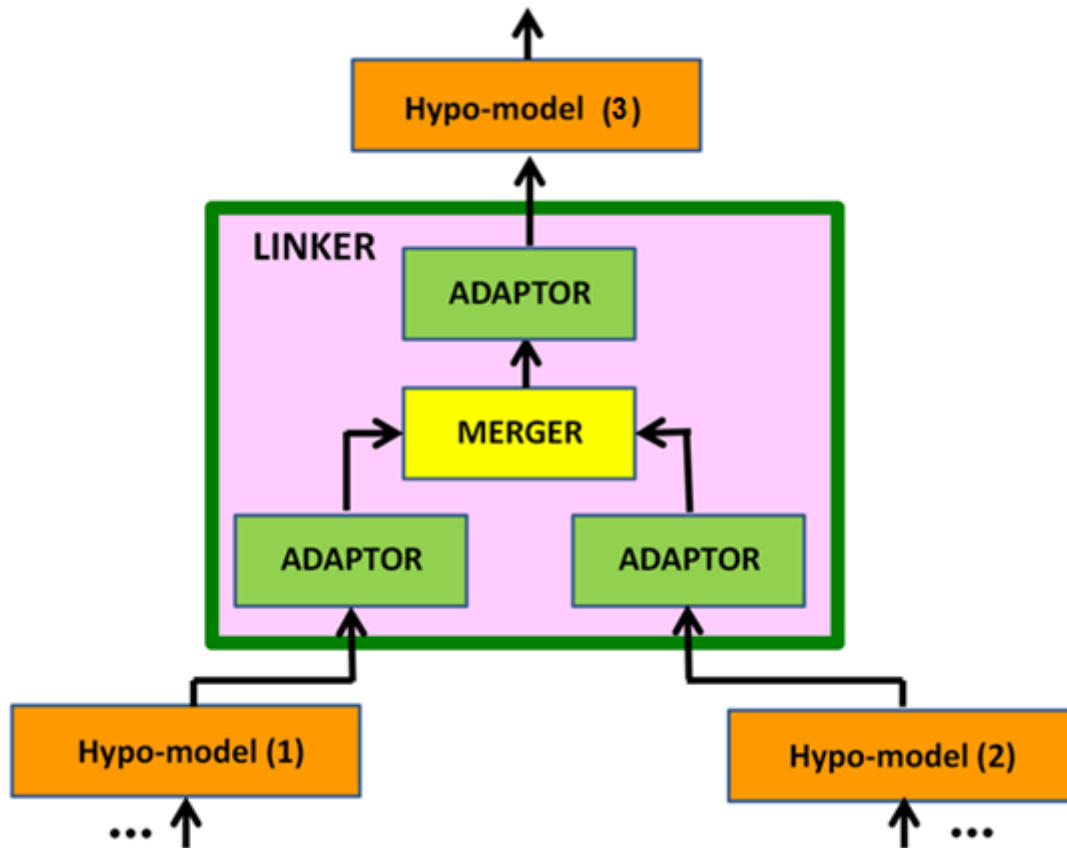 Hypo-model (3)
LINKER
ADAPTOR
MERGER
ADAPTOR
ADAPTOR
Hypo-model (1)
Hypo-model (2)
...
...